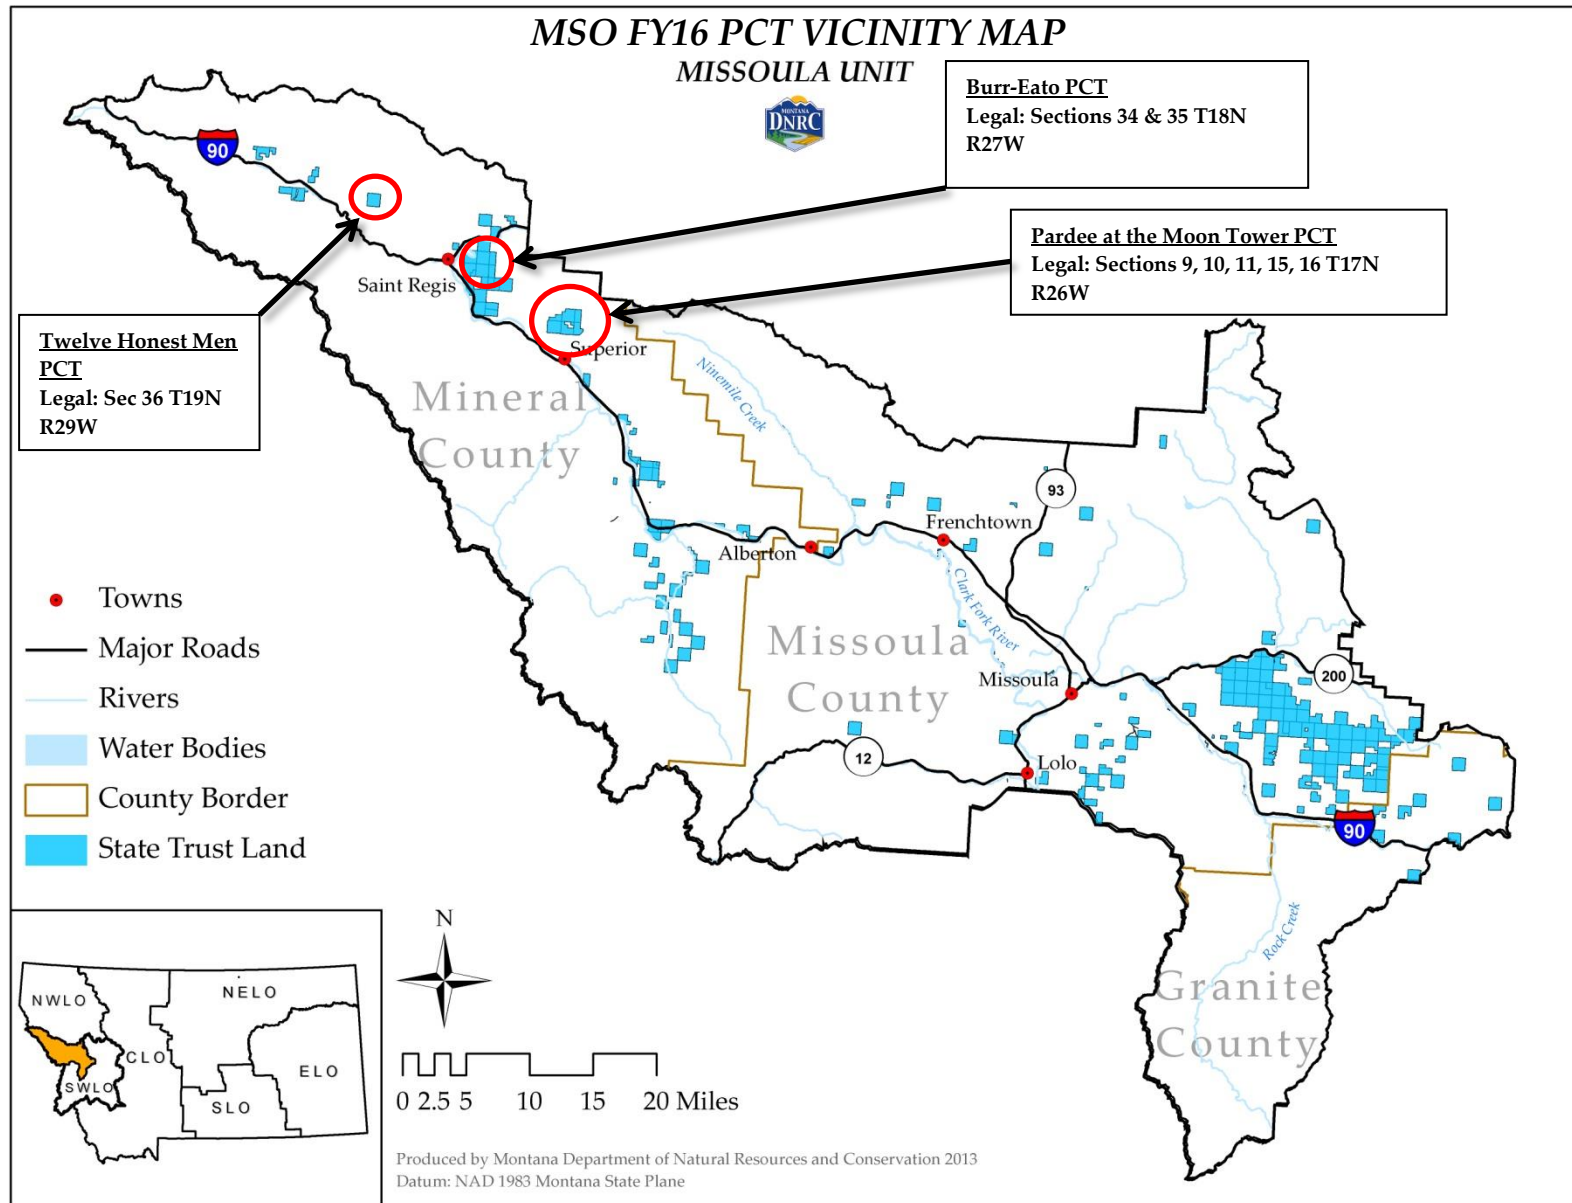 MSO FY16 PCT VICINITY MAP
MISSOULA UNIT
MONTANA
DNRC
Burr-Eato PCT
Legal: Sections 34 & 35 T18N
R27W
Pardee at the Moon Tower PCT
Legal: Sections 9, 10, 11, 15, 16 T17N
R26W
Twelve Honest Men
PCT
Legal: Sec 36 T19N
R29W
90
Saint Regis
Superior
Mineral
County
Ninemile Creek
93
Frenchtown
Alberton
Clark Fork River
Missoula
County
Missoula
200
12
Lolo
90
Rock Creek
Granite
County
Towns
Major Roads
Rivers
Water Bodies
County Border
State Trust Land
NWLO
NELO
CLO
SWLO
ELO
SLO
N
0 2.5 5 10 15 20 Miles
Produced by Montana Department of Natural Resources and Conservation 2013
Datum: NAD 1983 Montana State Plane